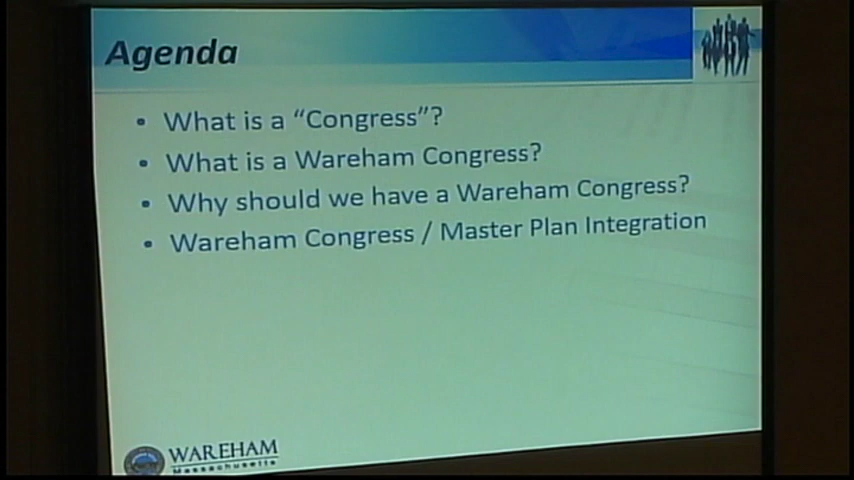 Agenda
• What is a “Congress”?
• What is a Wareham Congress?
• Why should we have a Wareham Congress?
• Wareham Congress / Master Plan Integration
WAREHAM
Massachusetts